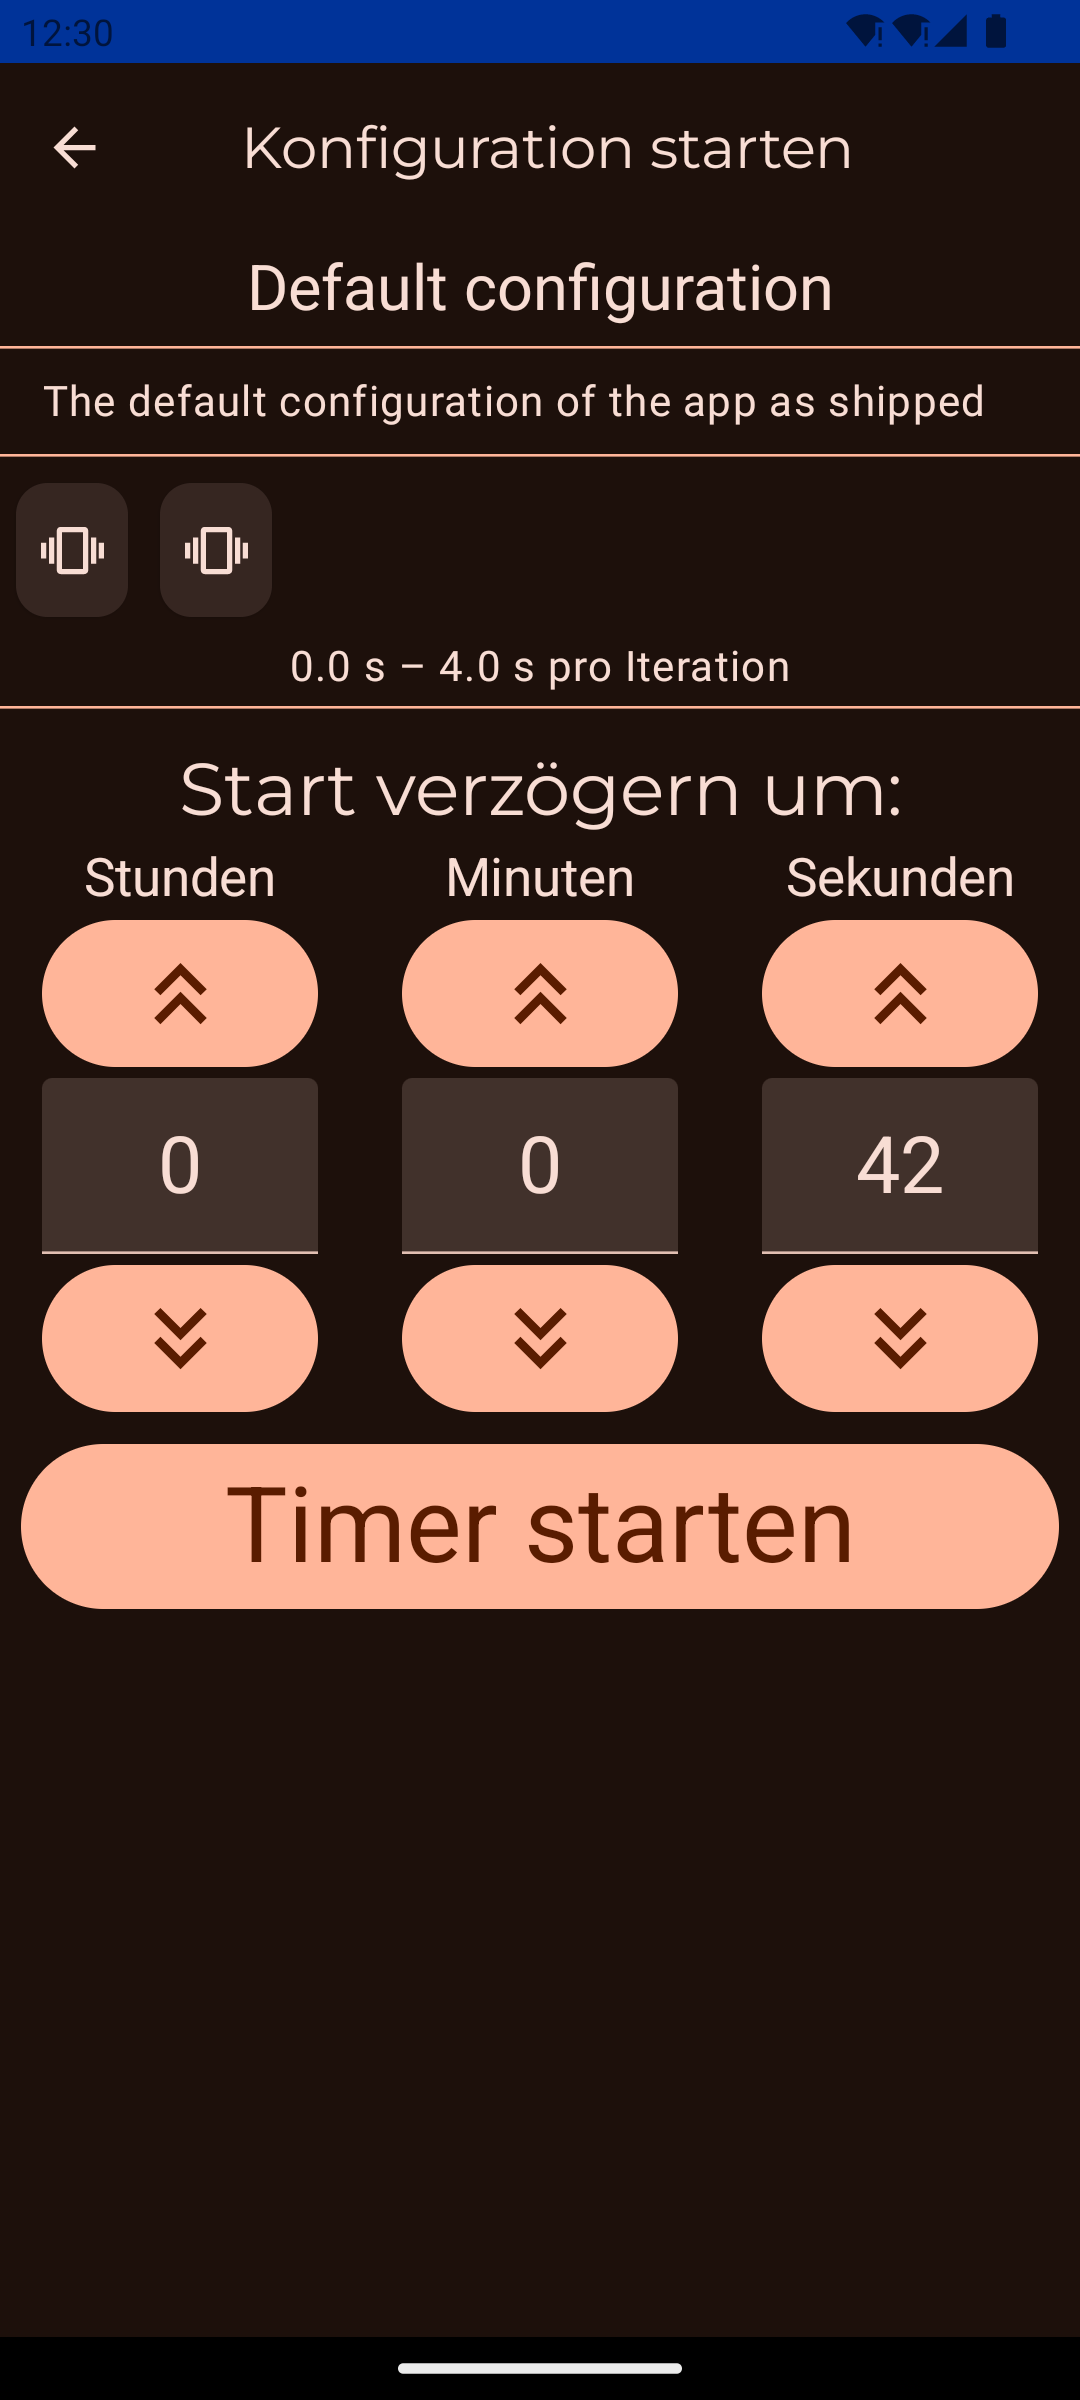 12:30
Konfiguration starten
Default configuration
The default configuration of the app as shipped
0.0 s – 4.0 s pro Iteration
Start verzögern um:
Stunden Minuten Sekunden
0 0 42
Timer starten